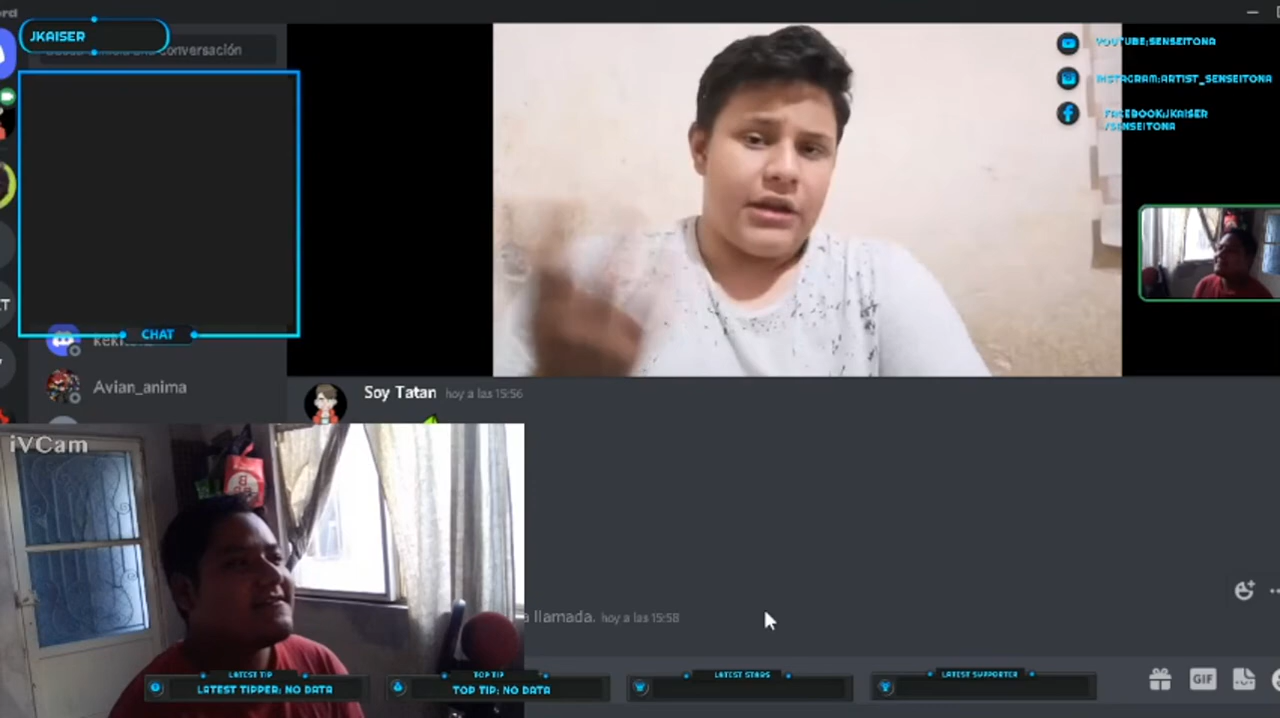 JKAISER
conversación
YOUTUBE:SENSEITONA
INSTAGRAM:ARTIST_SENSEITONA
FACEBOOK:JKAISER
/SENSEITONA
CHAT
Avian_anima
Soy Tatan hoy a las 15:56
iVCam
llamada. hoy a las 15:58
LATEST TIP
LATEST TIPPER: NO DATA
TOP TIP
TOP TIP: NO DATA
LATEST STARS
LATEST SUPPORTER
GIF